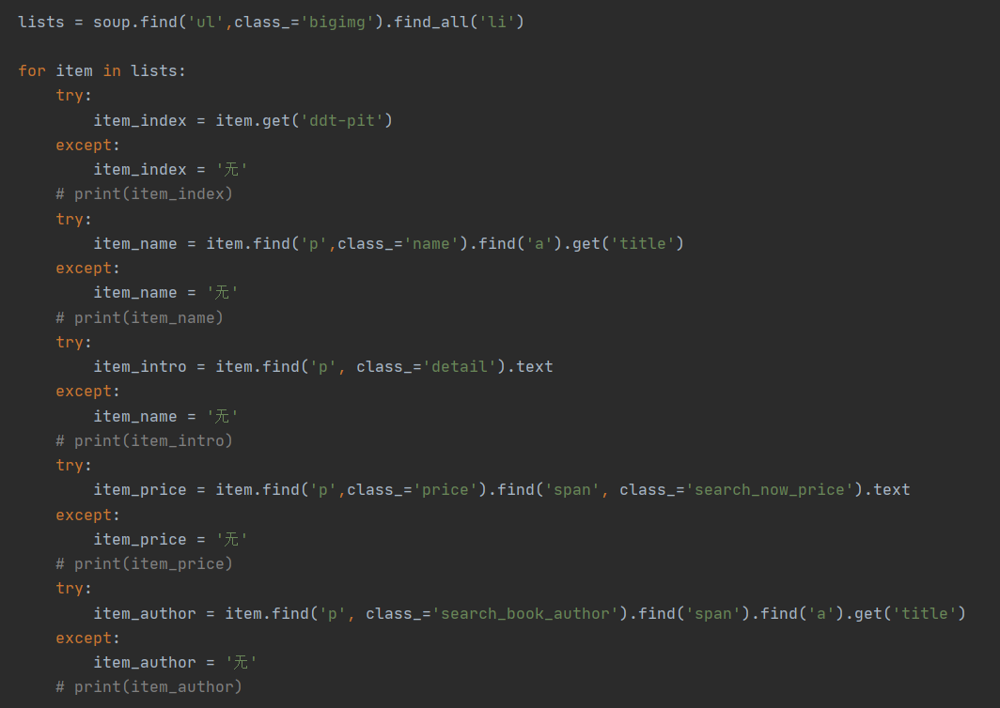 lists = soup.find('ul',class_='bigimg').find_all('li')
for item in lists:
    try:
        item_index = item.get('ddt-pit')
    except:
        item_index = '无'
    # print(item_index)
    try:
        item_name = item.find('p',class_='name').find('a').get('title')
    except:
        item_name = '无'
    # print(item_name)
    try:
        item_intro = item.find('p', class_='detail').text
    except:
        item_name = '无'
    # print(item_intro)
    try:
        item_price = item.find('p',class_='price').find('span', class_='search_now_price').text
    except:
        item_price = '无'
    # print(item_price)
    try:
        item_author = item.find('p', class_='search_book_author').find('span').find('a').get('title')
    except:
        item_author = '无'
    # print(item_author)